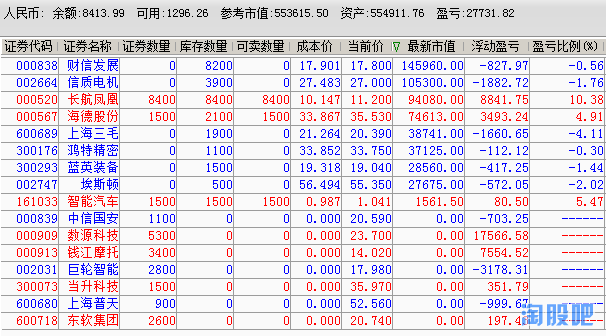 人民币: 余额:8413.99 可用:1296.26 参考市值:553615.50 资产:554911.76 盈亏:27731.82
证券代码 证券名称 证券数量 库存数量 可卖数量 成本价 当前价 最新市值 浮动盈亏 盈亏比例(%)
000838 财信发展 0 8200 0 17.901 17.800 145960.00 -827.97 -0.56
002664 信质电机 0 3900 0 27.483 27.000 105300.00 -1882.72 -1.76
000520 长航凤凰 8400 8400 8400 10.147 11.200 94080.00 8841.75 10.38
000567 海德股份 1500 2100 1500 33.867 35.530 74613.00 3493.24 4.91
600689 上海三毛 0 1900 0 21.264 20.390 38741.00 -1660.65 -4.11
300176 鸿特精密 0 1100 0 33.852 33.750 37125.00 -112.12 -0.30
300293 蓝英装备 0 1500 0 19.318 19.040 28560.00 -417.25 -1.44
002747 埃斯顿 0 500 0 56.494 55.350 27675.00 -572.05 -2.02
161033 智能汽车 1500 1500 1500 0.987 1.041 1561.50 80.50 5.47
000839 中信国安 1100 0 0 0.000 20.590 0.00 -703.25 ------
000909 数源科技 5300 0 0 0.000 23.700 0.00 17566.58 ------
000913 钱江摩托 3400 0 0 0.000 14.020 0.00 7554.52 ------
002031 巨轮智能 2800 0 0 0.000 17.980 0.00 -3178.31 ------
300073 当升科技 1500 0 0 0.000 35.970 0.00 351.79 ------
600680 上海普天 900 0 0 0.000 52.560 0.00 -999.67
600718 东软集团 2600 0 0 0.000 20.740 0.00
淘股吧